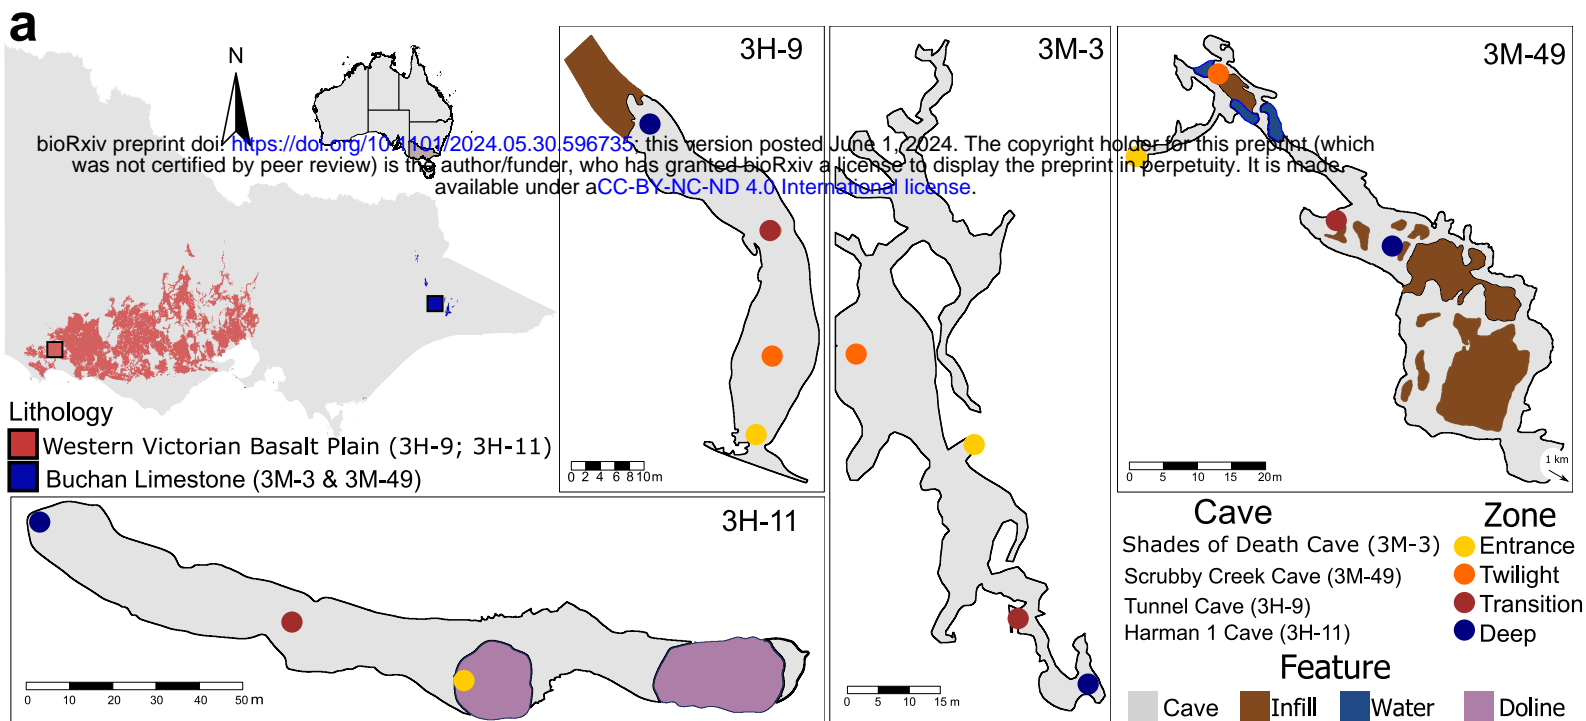 a
N
3H-9
3M-3
3M-49
bioRxiv preprint doi: https://doi.org/10.1101/2024.05.30.596735; this version posted June 1, 2024. The copyright holder for this preprint (which
was not certified by peer review) is the author/funder, who has granted bioRxiv a license to display the preprint in perpetuity. It is made
available under aCC-BY-NC-ND 4.0 International license.
Lithology
Western Victorian Basalt Plain (3H-9; 3H-11)
Buchan Limestone (3M-3 & 3M-49)
0 2 4 6 8 10 m
0 5 10 15 20 m
1 km
3H-11
0 10 20 30 40 50 m
0 5 10 15 m
Cave
Shades of Death Cave (3M-3)
Scrubby Creek Cave (3M-49)
Tunnel Cave (3H-9)
Harman 1 Cave (3H-11)
Zone
Entrance
Twilight
Transition
Deep
Feature
Cave
Infill
Water
Doline